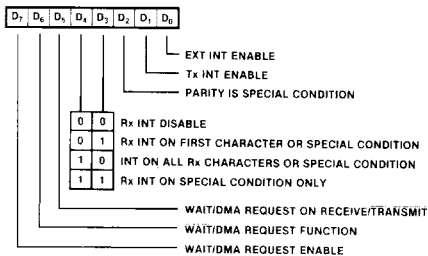 D7 D6 D5 D4 D3 D2 D1 D0
EXT INT ENABLE
Tx INT ENABLE
PARITY IS SPECIAL CONDITION
0 0 Rx INT DISABLE
0 1 Rx INT ON FIRST CHARACTER OR SPECIAL CONDITION
1 0 INT ON ALL Rx CHARACTERS OR SPECIAL CONDITION
1 1 Rx INT ON SPECIAL CONDITION ONLY
WAIT/DMA REQUEST ON RECEIVE/TRANSMIT
WAIT/DMA REQUEST FUNCTION
WAIT/DMA REQUEST ENABLE